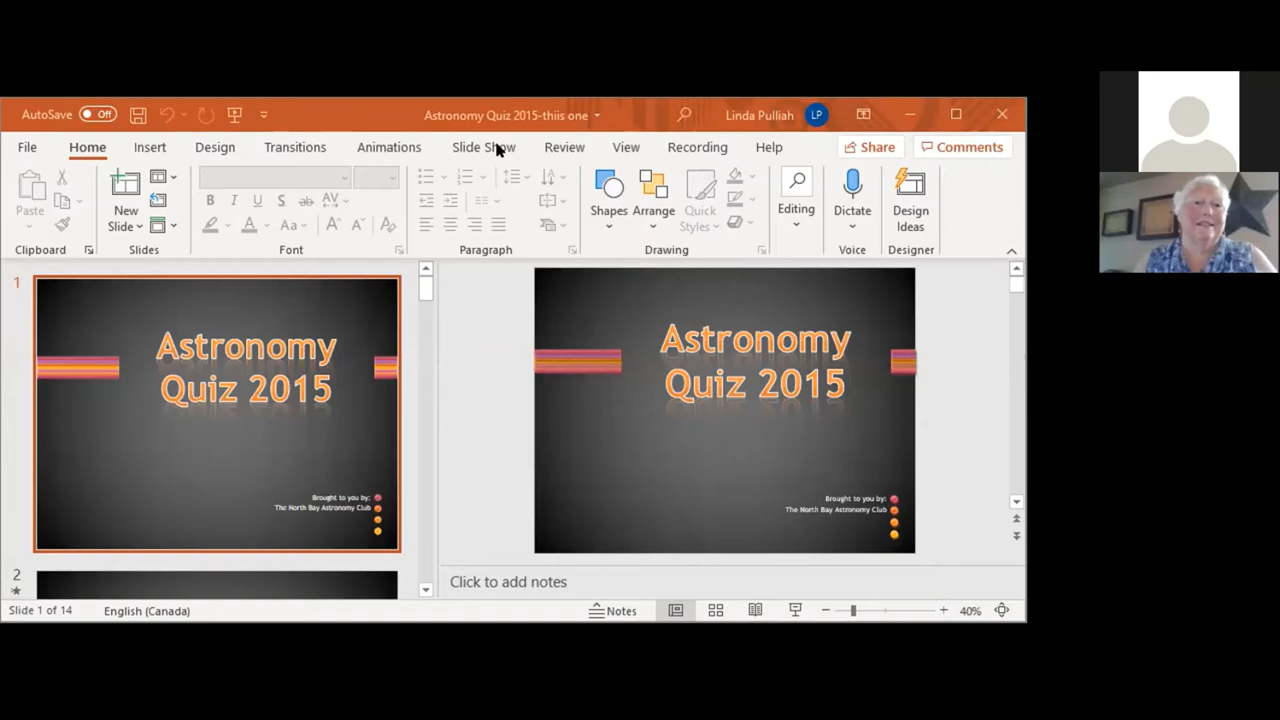 AutoSave Off
Astronomy Quiz 2015-thiis one
Linda Pulliah LP
File Home Insert Design Transitions Animations Slide Show Review View Recording Help Share Comments
Paste
New
Slide
B I U S ab AV
A Aa A A
Shapes Arrange Quick
Styles
Editing
Dictate
Design
Ideas
Clipboard Slides Font Paragraph Drawing Voice Designer
1
Astronomy
Quiz 2015
Brought to you by:
The North Bay Astronomy Club
2
Astronomy
Quiz 2015
Brought to you by:
The North Bay Astronomy Club
Click to add notes
Slide 1 of 14 English (Canada) Notes 40%